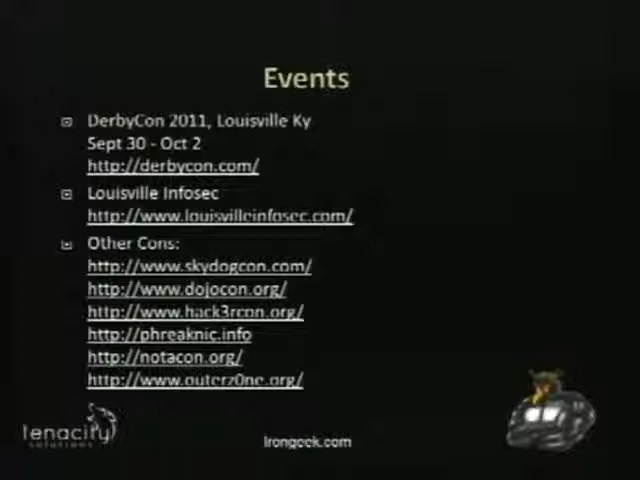 Events
DerbyCon 2011, Louisville Ky
Sept 30 - Oct 2
http://derbycon.com/
Louisville Infosec
http://www.louisvilleinfosec.com/
Other Cons:
http://www.skydogcon.com/
http://www.dojocon.org/
http://www.hack3rcon.org/
http://phreaknic.info
http://notacon.org/
http://www.outerz0ne.org/
tenacity
solutions
Irongeek.com